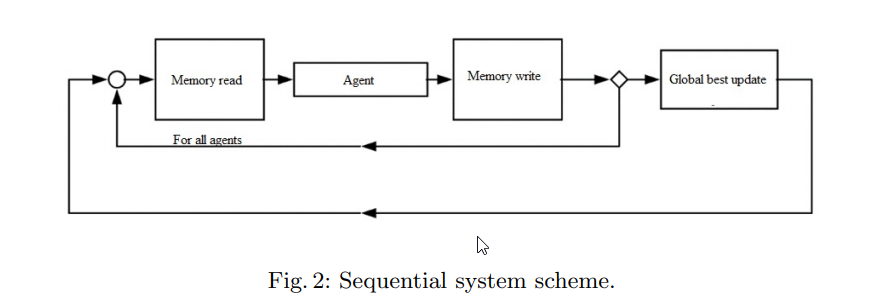 Memory read
Agent
Memory write
Global best update
For all agents
Fig. 2: Sequential system scheme.